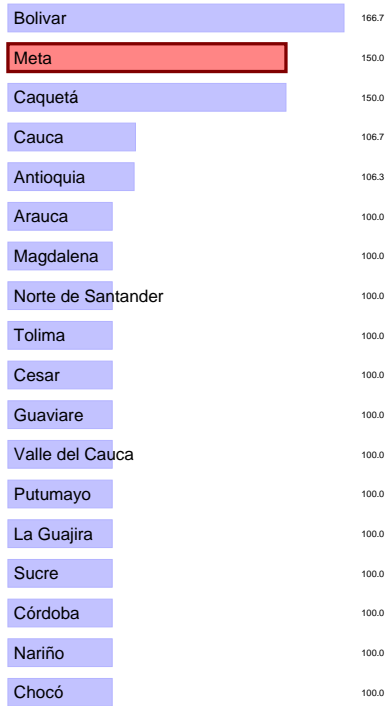 Bolivar 166.7
Meta 150.0
Caquetá 150.0
Cauca 106.7
Antioquia 106.3
Arauca 100.0
Magdalena 100.0
Norte de Santander 100.0
Tolima 100.0
Cesar 100.0
Guaviare 100.0
Valle del Cauca 100.0
Putumayo 100.0
La Guajira 100.0
Sucre 100.0
Córdoba 100.0
Nariño 100.0
Chocó 100.0